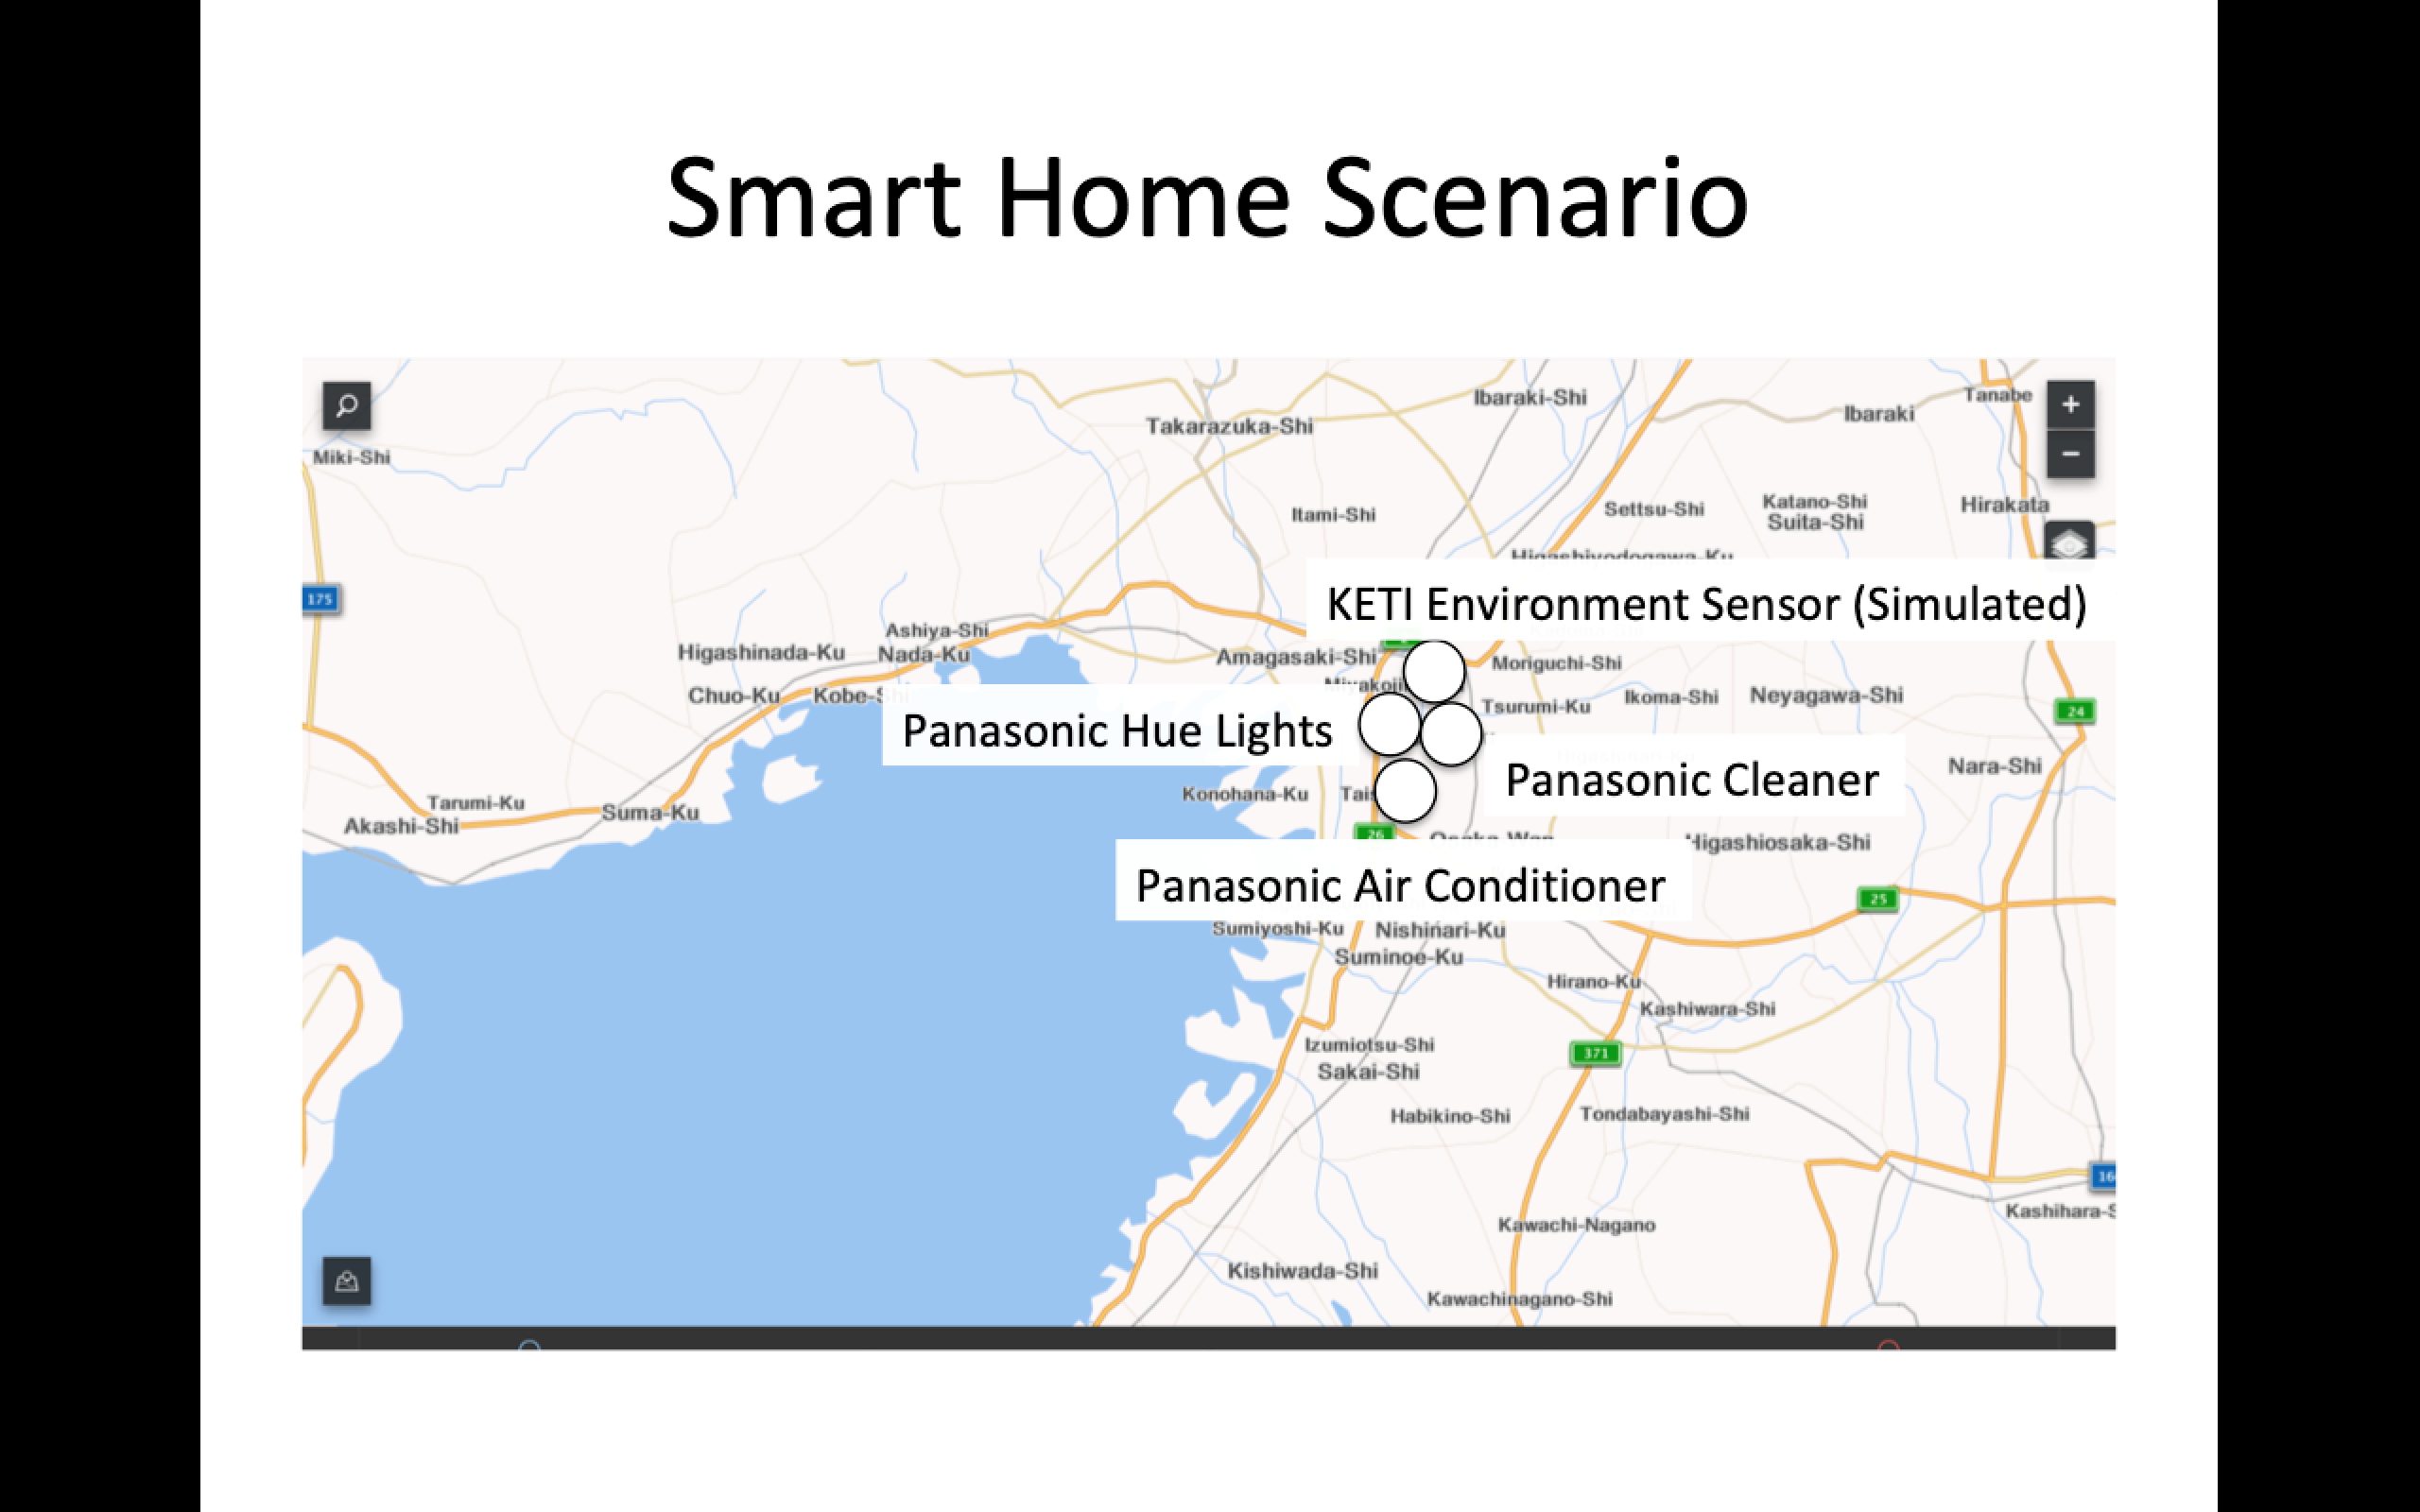 Smart Home Scenario
Ibaraki-Shi
Tanabe
Ibaraki
Takarazuka-Shi
+
Miki-Shi
−
Katano-Shi
Suita-Shi
Hirakata
Settsu-Shi
Itami-Shi
Higashiyodogawa-Ku
175
KETI Environment Sensor (Simulated)
Ashiya-Shi
Higashinada-Ku
Nada-Ku
Amagasaki-Shi
Moriguchi-Shi
Chuo-Ku
Kobe-Shi
Ikoma-Shi
Neyagawa-Shi
Tsurumi-Ku
24
Panasonic Hue Lights
Panasonic Cleaner
Nara-Shi
Konohana-Ku
Tarumi-Ku
Suma-Ku
Akashi-Shi
26
Higashiosaka-Shi
Panasonic Air Conditioner
25
Sumiyoshi-Ku
Nishinari-Ku
Suminoe-Ku
Hirano-Ku
Kashiwara-Shi
Izumiotsu-Shi
371
Sakai-Shi
Habikino-Shi
Tondabayashi-Shi
16
Kashihara-S
Kawachi-Nagano
Kishiwada-Shi
Kawachinagano-Shi